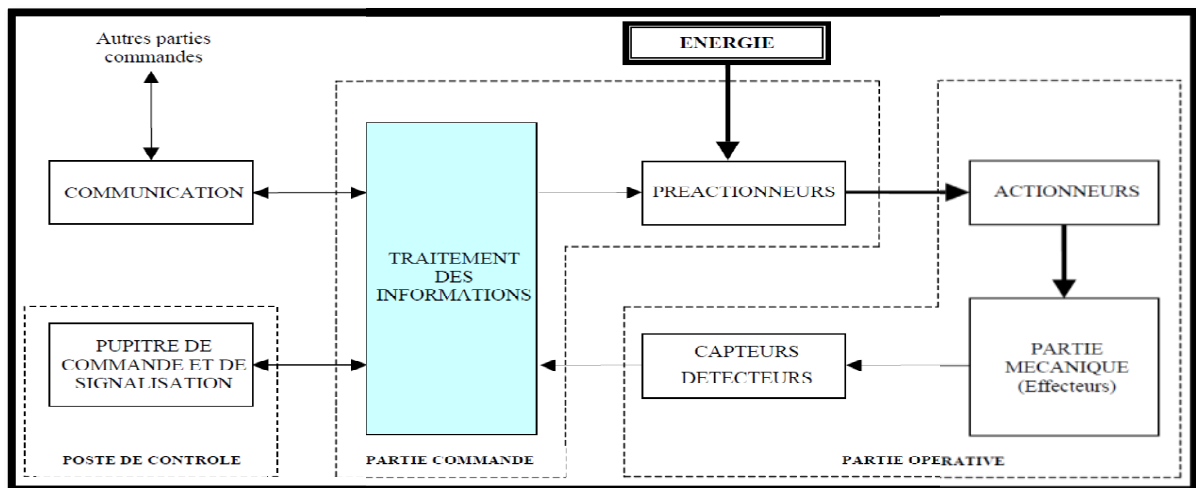 Autres parties
commandes
ENERGIE
COMMUNICATION
PREACTIONNEURS
ACTIONNEURS
TRAITEMENT
DES
INFORMATIONS
PUPITRE DE
COMMANDE ET DE
SIGNALISATION
CAPTEURS
DETECTEURS
PARTIE
MECANIQUE
(Effecteurs)
POSTE DE CONTROLE
PARTIE COMMANDE
PARTIE OPERATIVE